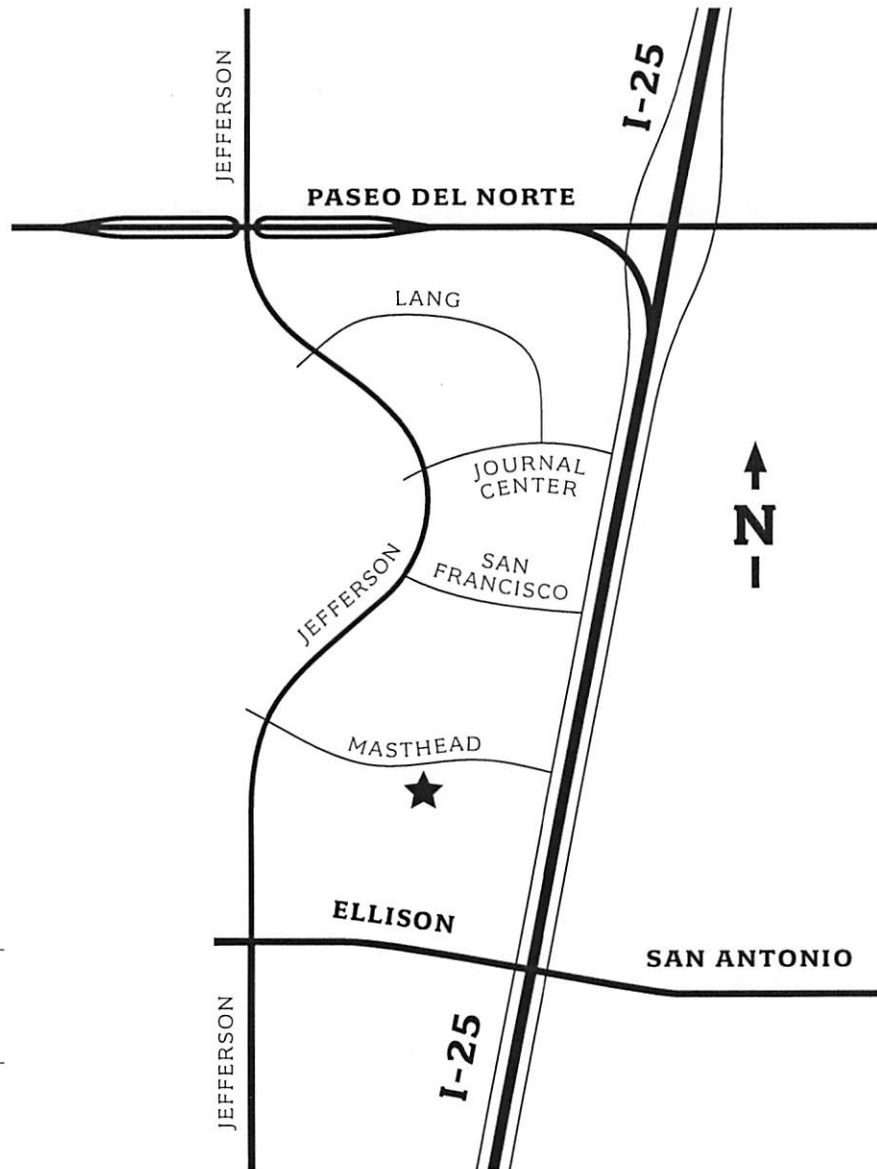 JEFFERSON
I-25
PASEO DEL NORTE
LANG
JOURNAL
CENTER
N
SAN
FRANCISCO
JEFFERSON
MASTHEAD
ELLISON
SAN ANTONIO
JEFFERSON
I-25